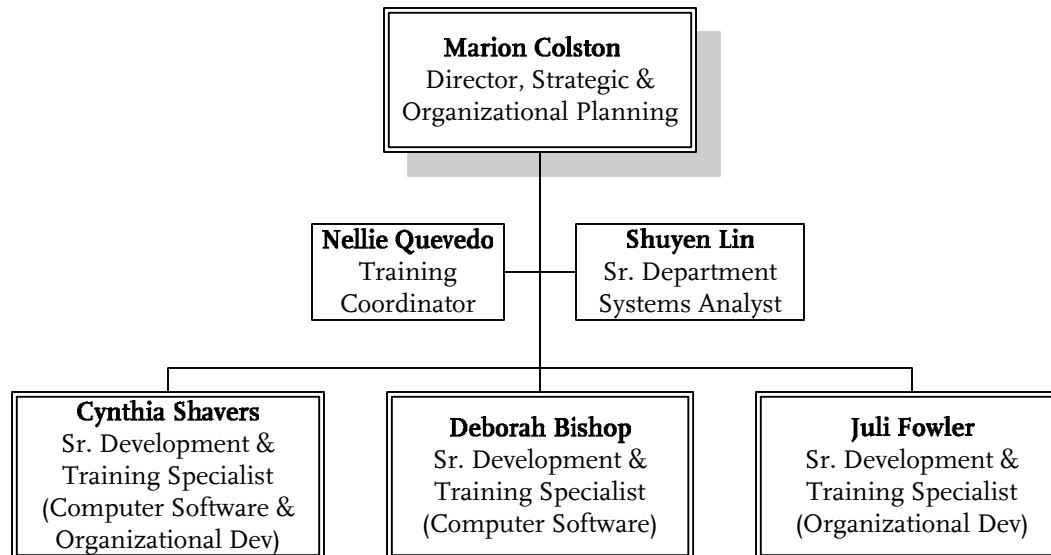 Marion Colston
Director, Strategic &
Organizational Planning
Nellie Quevedo
Training
Coordinator
Shuyen Lin
Sr. Department
Systems Analyst
Cynthia Shavers
Sr. Development &
Training Specialist
(Computer Software &
Organizational Dev)
Deborah Bishop
Sr. Development &
Training Specialist
(Computer Software)
Juli Fowler
Sr. Development &
Training Specialist
(Organizational Dev)